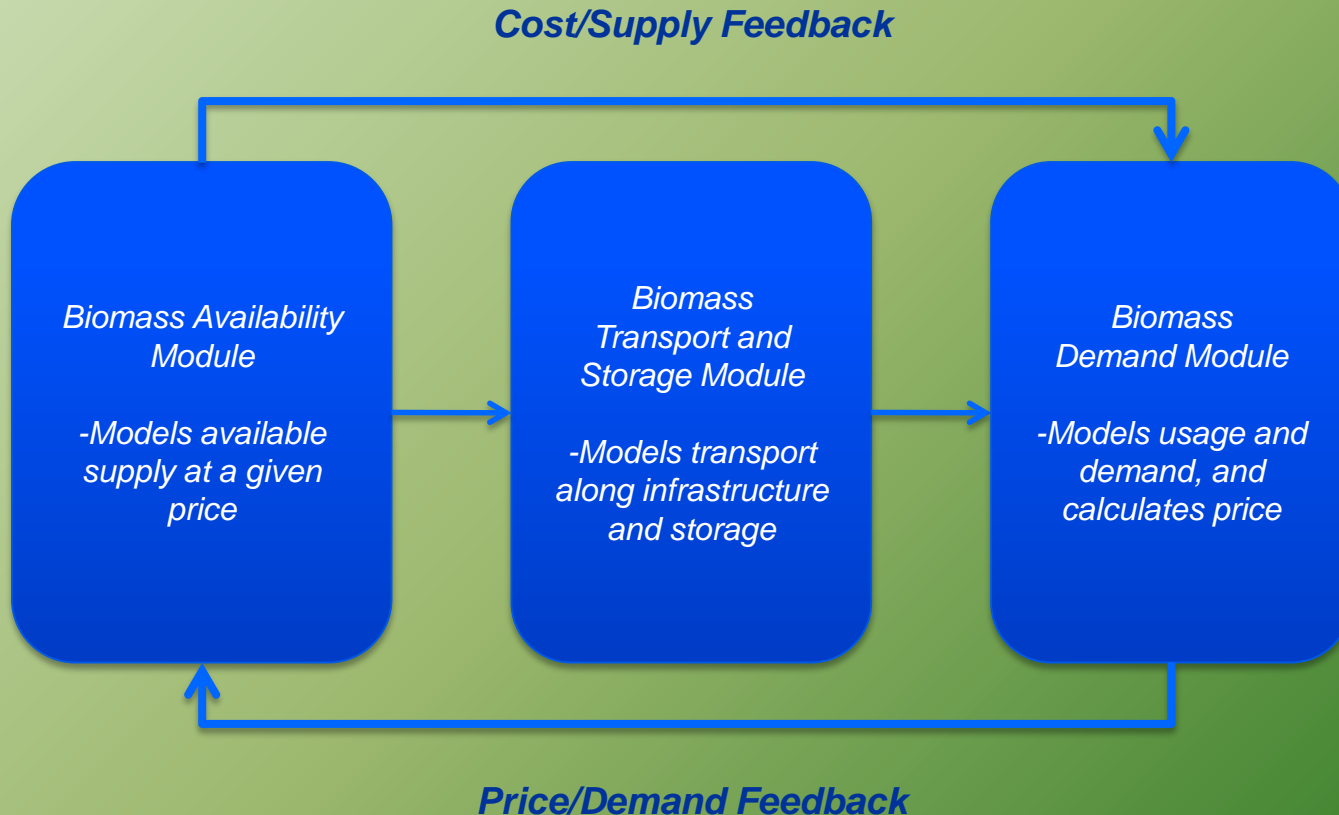 Cost/Supply Feedback
Biomass Availability
Module
-Models available
supply at a given
price
Biomass
Transport and
Storage Module
-Models transport
along infrastructure
and storage
Biomass
Demand Module
-Models usage and
demand, and
calculates price
Price/Demand Feedback